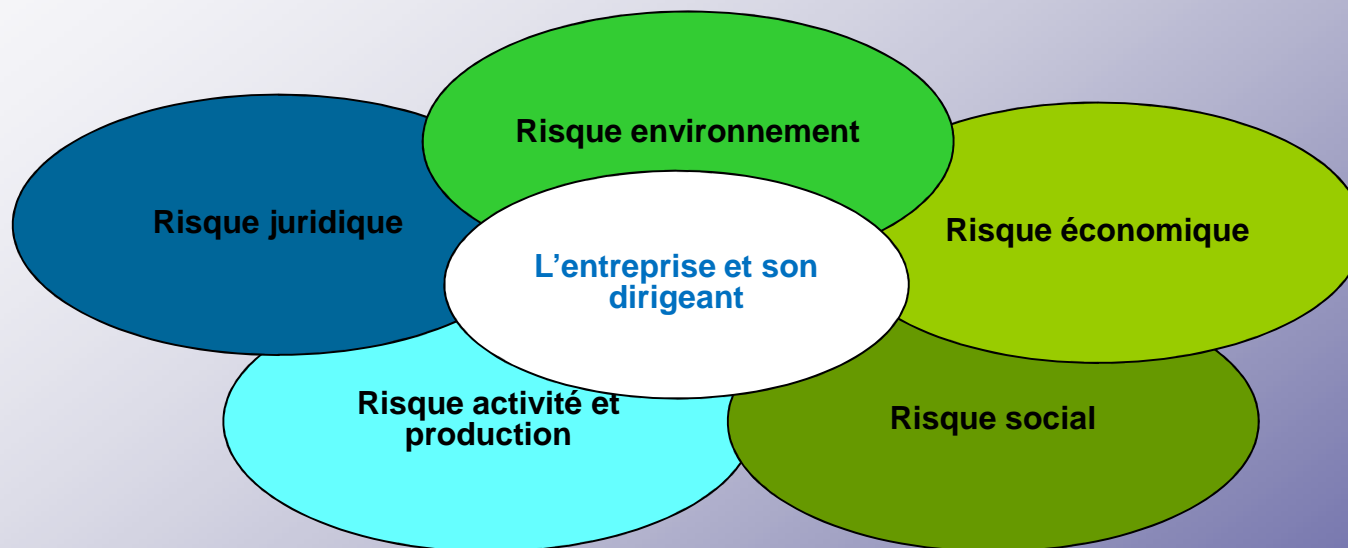 Risque environnement
Risque juridique
Risque économique
L’entreprise et son
dirigeant
Risque activité et
production
Risque social